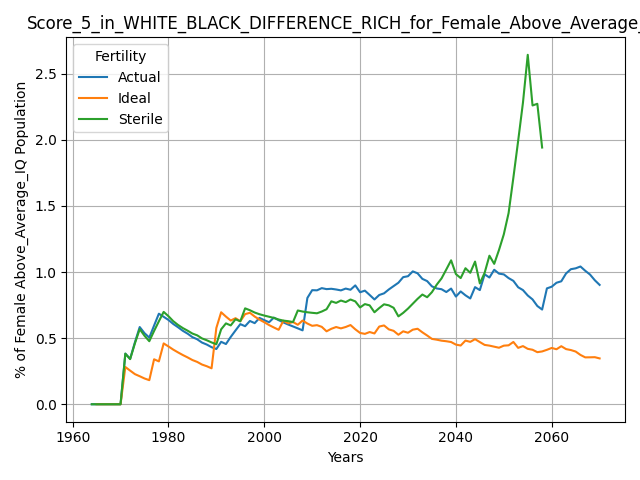 Score_5_in_WHITE_BLACK_DIFFERENCE_RICH_for_Female_Above_Average_
Fertility
Actual
Ideal
Sterile
% of Female Above_Average_IQ Population
2.5
2.0
1.5
1.0
0.5
0.0
1960
1980
2000
2020
2040
2060
Years